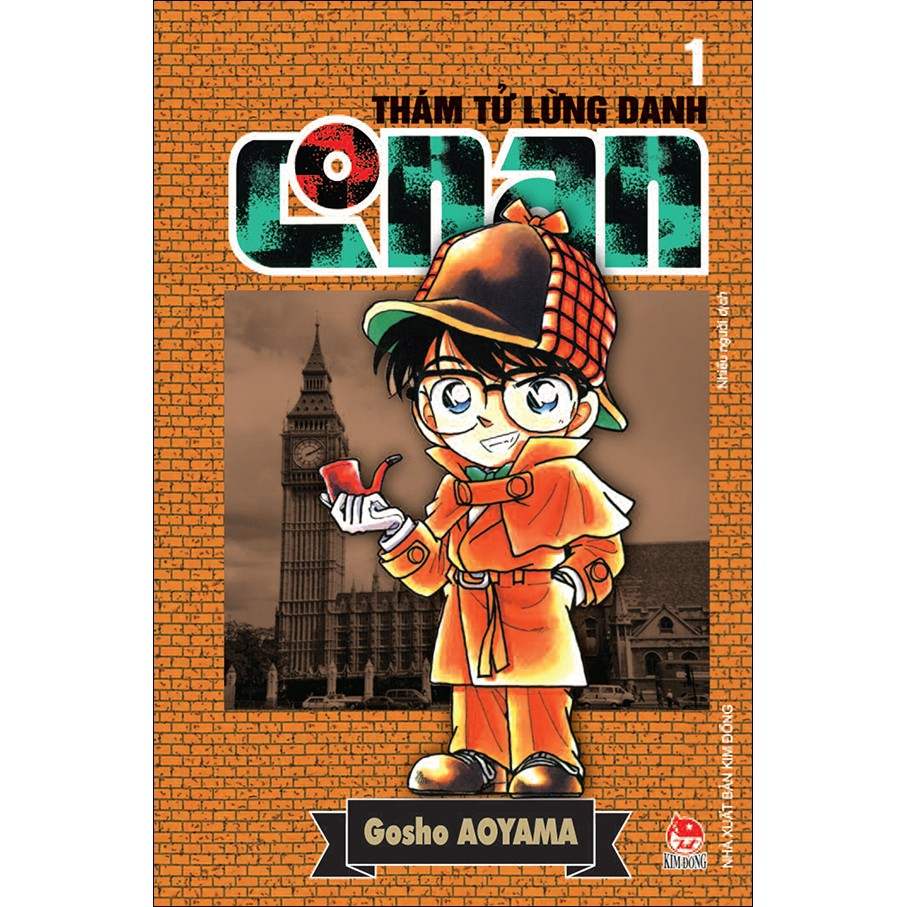 1
THÁM TỬ LỪNG DANH
Conan
Nhiều người dịch
Gosho AOYAMA
KIM ĐỒNG
NHÀ XUẤT BẢN KIM ĐỒNG